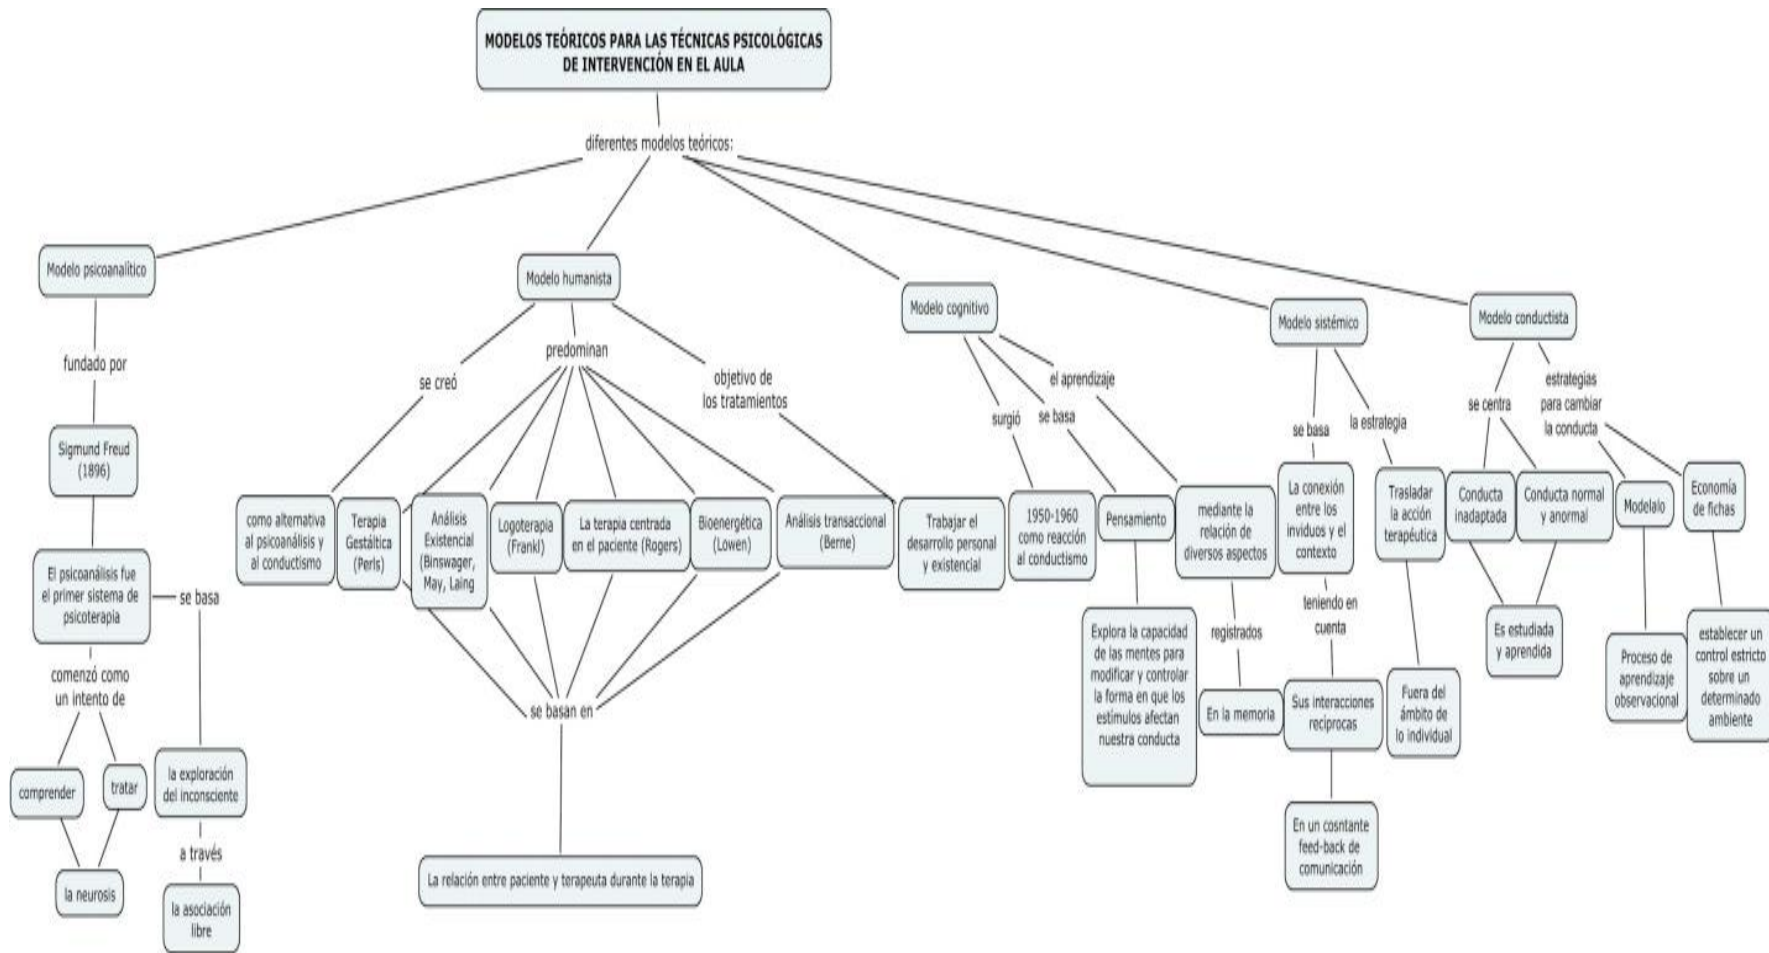 MODELOS TEÓRICOS PARA LAS TÉCNICAS PSICOLÓGICAS
DE INTERVENCIÓN EN EL AULA
diferentes modelos teóricos:
Modelo psicoanalítico
fundado por
Sigmund Freud
(1896)
El psicoanálisis fue
el primer sistema de
psicoterapia
se basa
comenzó como
un intento de
comprender
tratar
la neurosis
la exploración
del inconsciente
a través
la asociación
libre
Modelo humanista
se creó
como alternativa
al psicoanálisis y
al conductismo
predominan
Terapia
Gestáltica
(Perls)
Análisis
Existencial
(Binswager,
May, Laing
Logoterapia
(Frankl)
La terapia centrada
en el paciente (Rogers)
Bioenergética
(Lowen)
Análisis transaccional
(Berne)
se basan en
La relación entre paciente y terapeuta durante la terapia
objetivo de
los tratamientos
Trabajar el
desarrollo personal
y existencial
Modelo cognitivo
surgió
1950-1960
como reacción
al conductismo
se basa
Pensamiento
Explora la capacidad
de las mentes para
modificar y controlar
la forma en que los
estímulos afectan
nuestra conducta
el aprendizaje
mediante la
relación de
diversos aspectos
registrados
En la memoria
Modelo sistémico
se basa
La conexión
entre los
inviduos y el
contexto
teniendo en
cuenta
Sus interacciones
reciprocas
En un cosntante
feed-back de
comunicación
la estrategia
Trasladar
la acción
terapéutica
Fuera del
ámbito de
lo individual
Modelo conductista
se centra
Conducta
inadaptada
Conducta normal
y anormal
Es estudiada
y aprendida
estrategias
para cambiar
la conducta
Modelalo
Proceso de
aprendizaje
observacional
Economía
de fichas
establecer un
control estricto
sobre un
determinado
ambiente